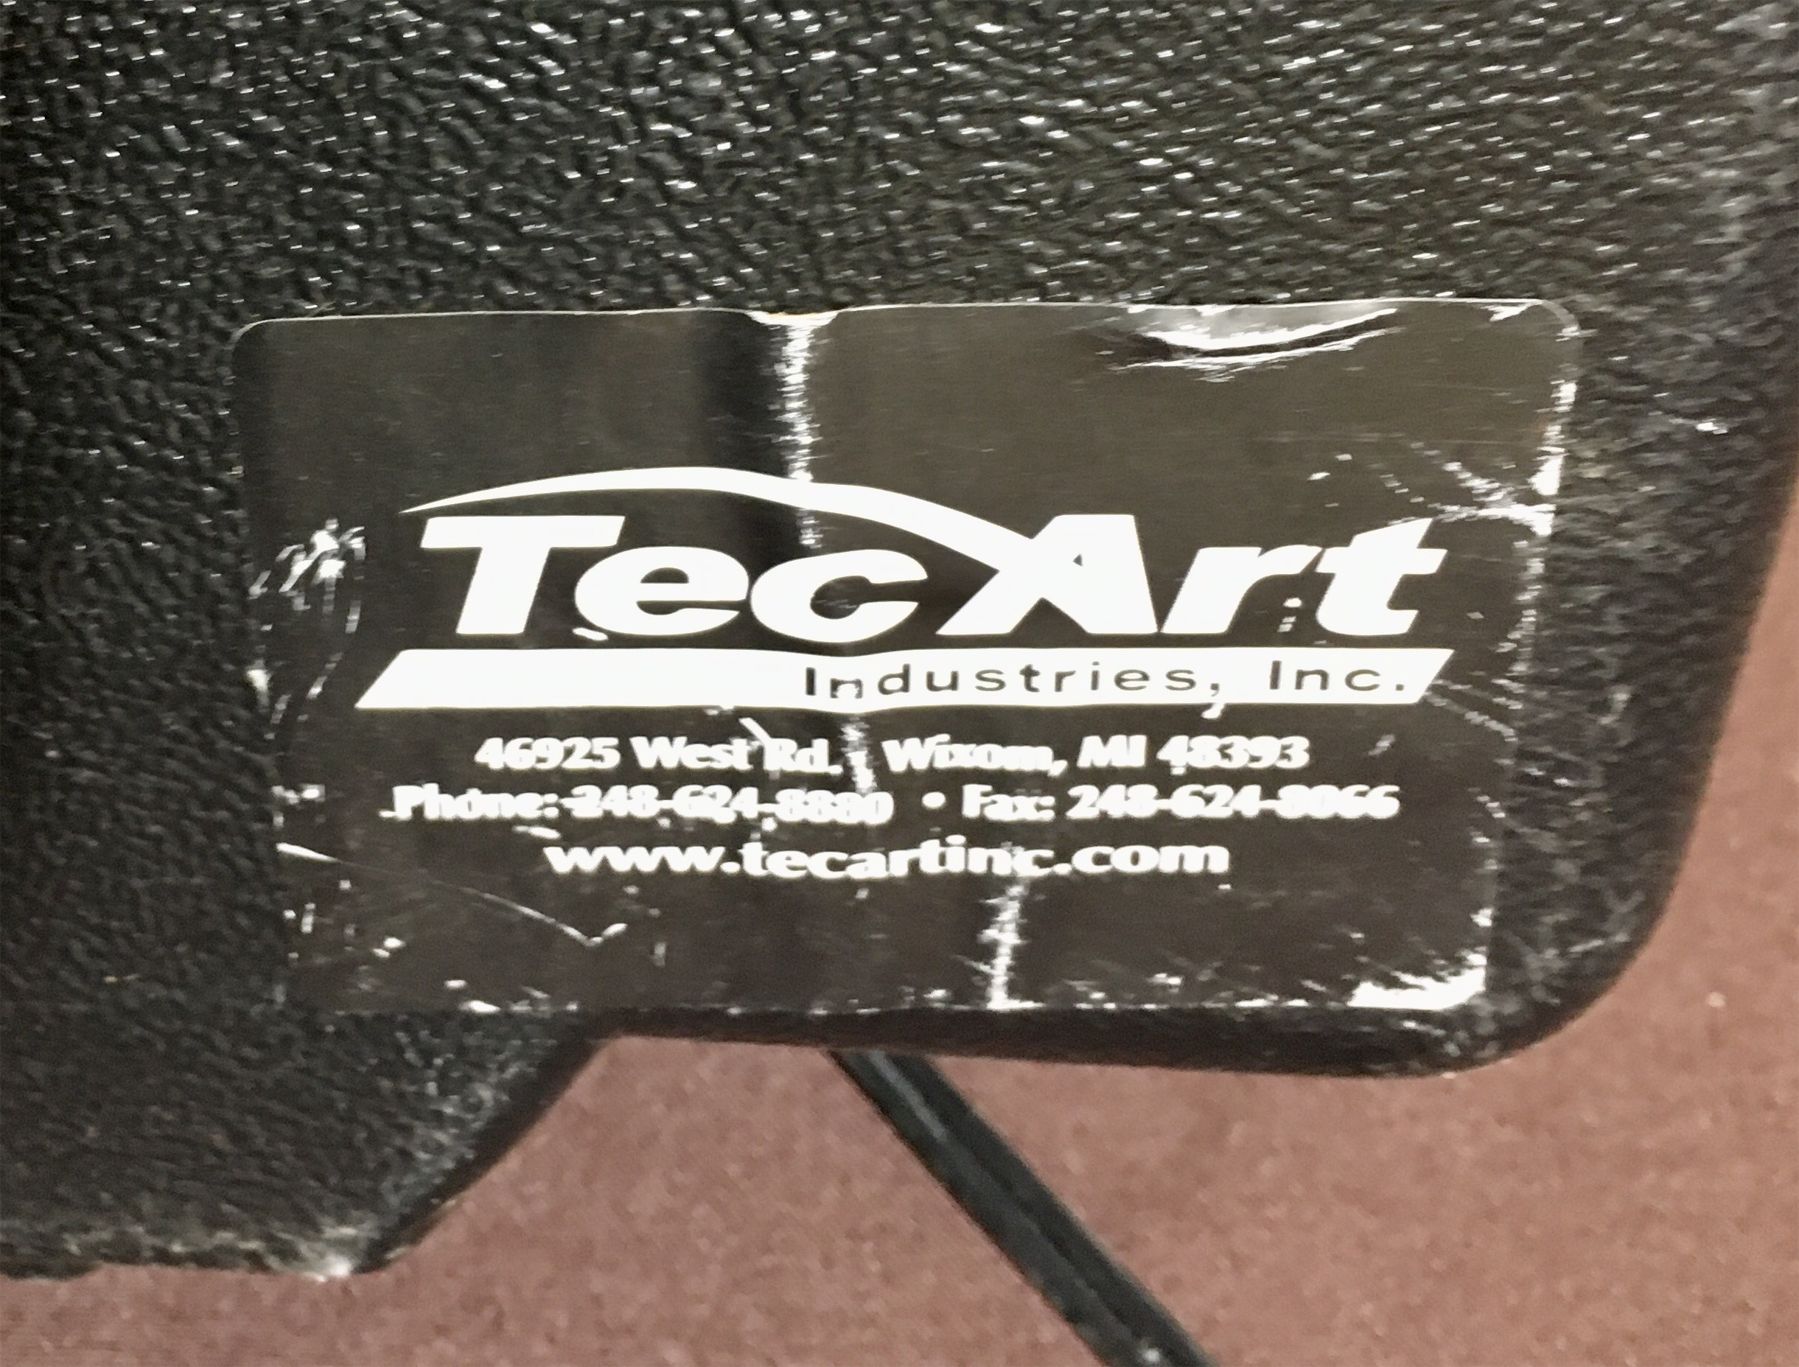 TecArt
Industries, Inc.
46925 West Rd. Wixom, MI 48393
Phone: 248-624-8880 • Fax: 248-624-8066
www.tecartinc.com